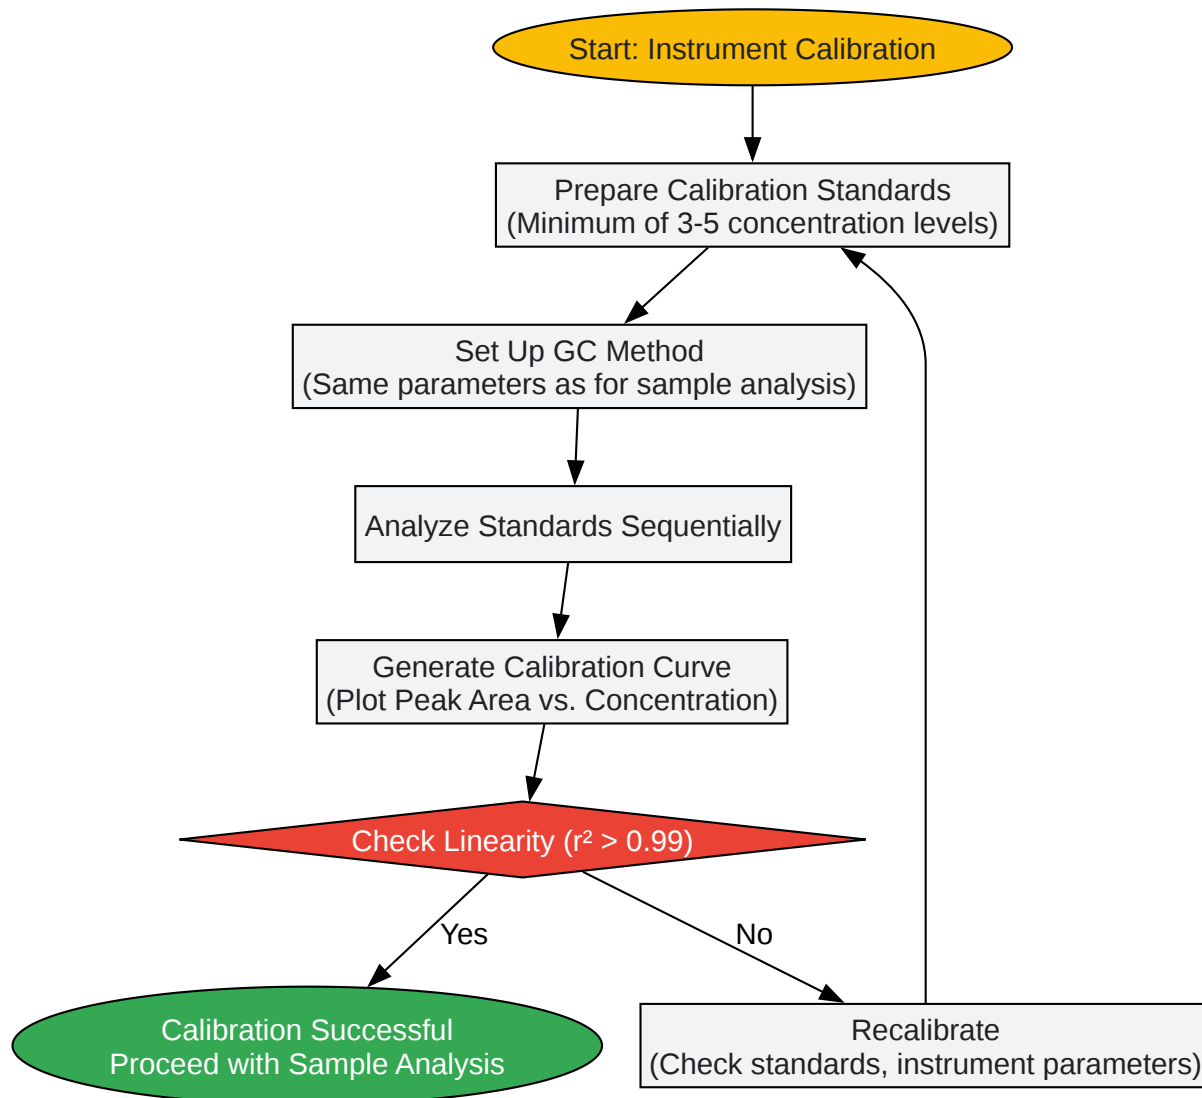 Start: Instrument Calibration
Prepare Calibration Standards
(Minimum of 3-5 concentration levels)
Set Up GC Method
(Same parameters as for sample analysis)
Analyze Standards Sequentially
Generate Calibration Curve
(Plot Peak Area vs. Concentration)
Check Linearity (r² > 0.99)
Yes
No
Calibration Successful
Proceed with Sample Analysis
Recalibrate
(Check standards, instrument parameters)